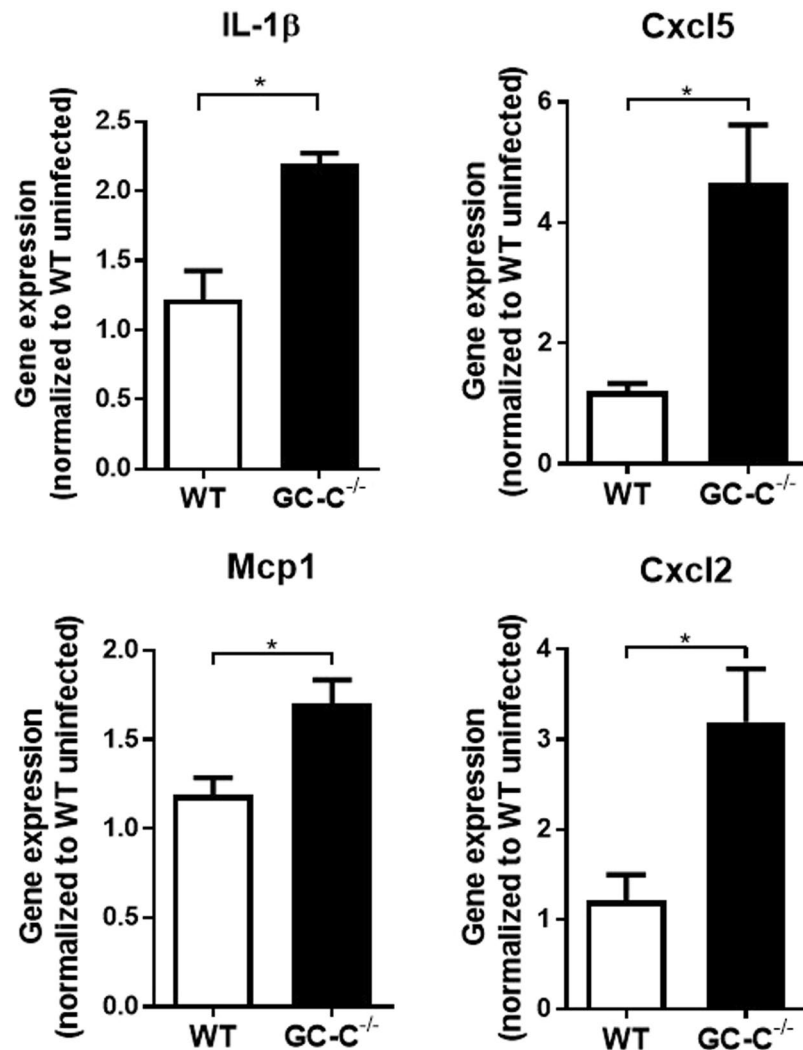 IL-1β
*
Gene expression
(normalized to WT uninfected)
2.5
2.0
1.5
1.0
0.5
0.0
WT GC-C-/-
Cxcl5
*
Gene expression
(normalized to WT uninfected)
6
4
2
0
WT GC-C-/-
Mcp1
*
Gene expression
(normalized to WT uninfected)
2.0
1.5
1.0
0.5
0.0
WT GC-C-/-
Cxcl2
*
Gene expression
(normalized to WT uninfected)
4
3
2
1
0
WT GC-C-/-